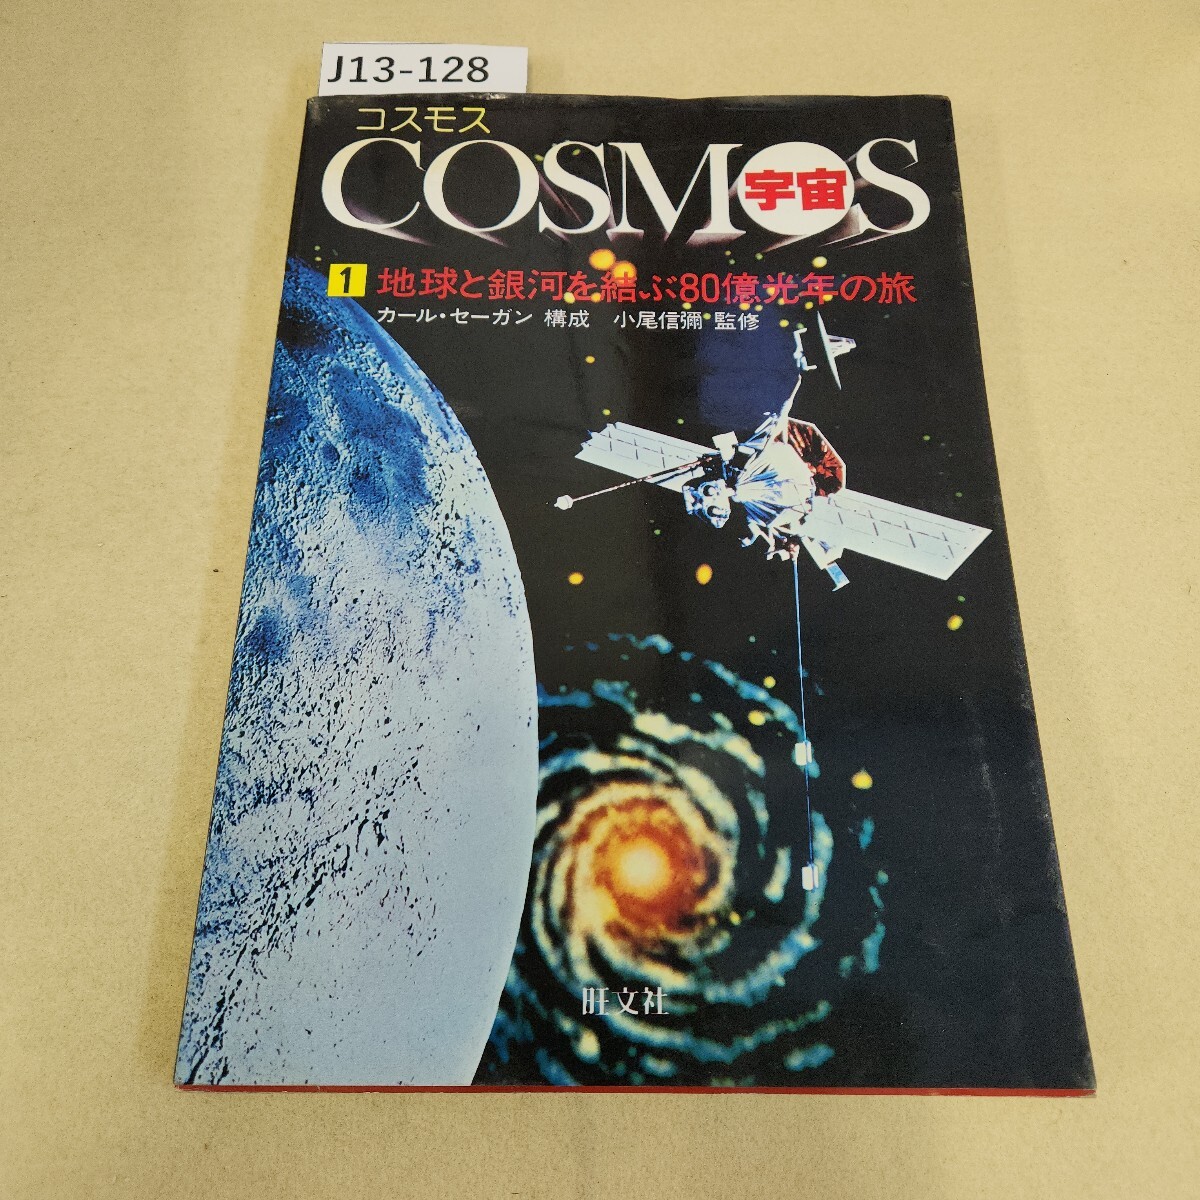 J13-128
コスモス
COSMOS
宇宙
1 地球と銀河を結ぶ80億光年の旅
カール・セーガン 構成 小尾信彌 監修
旺文社